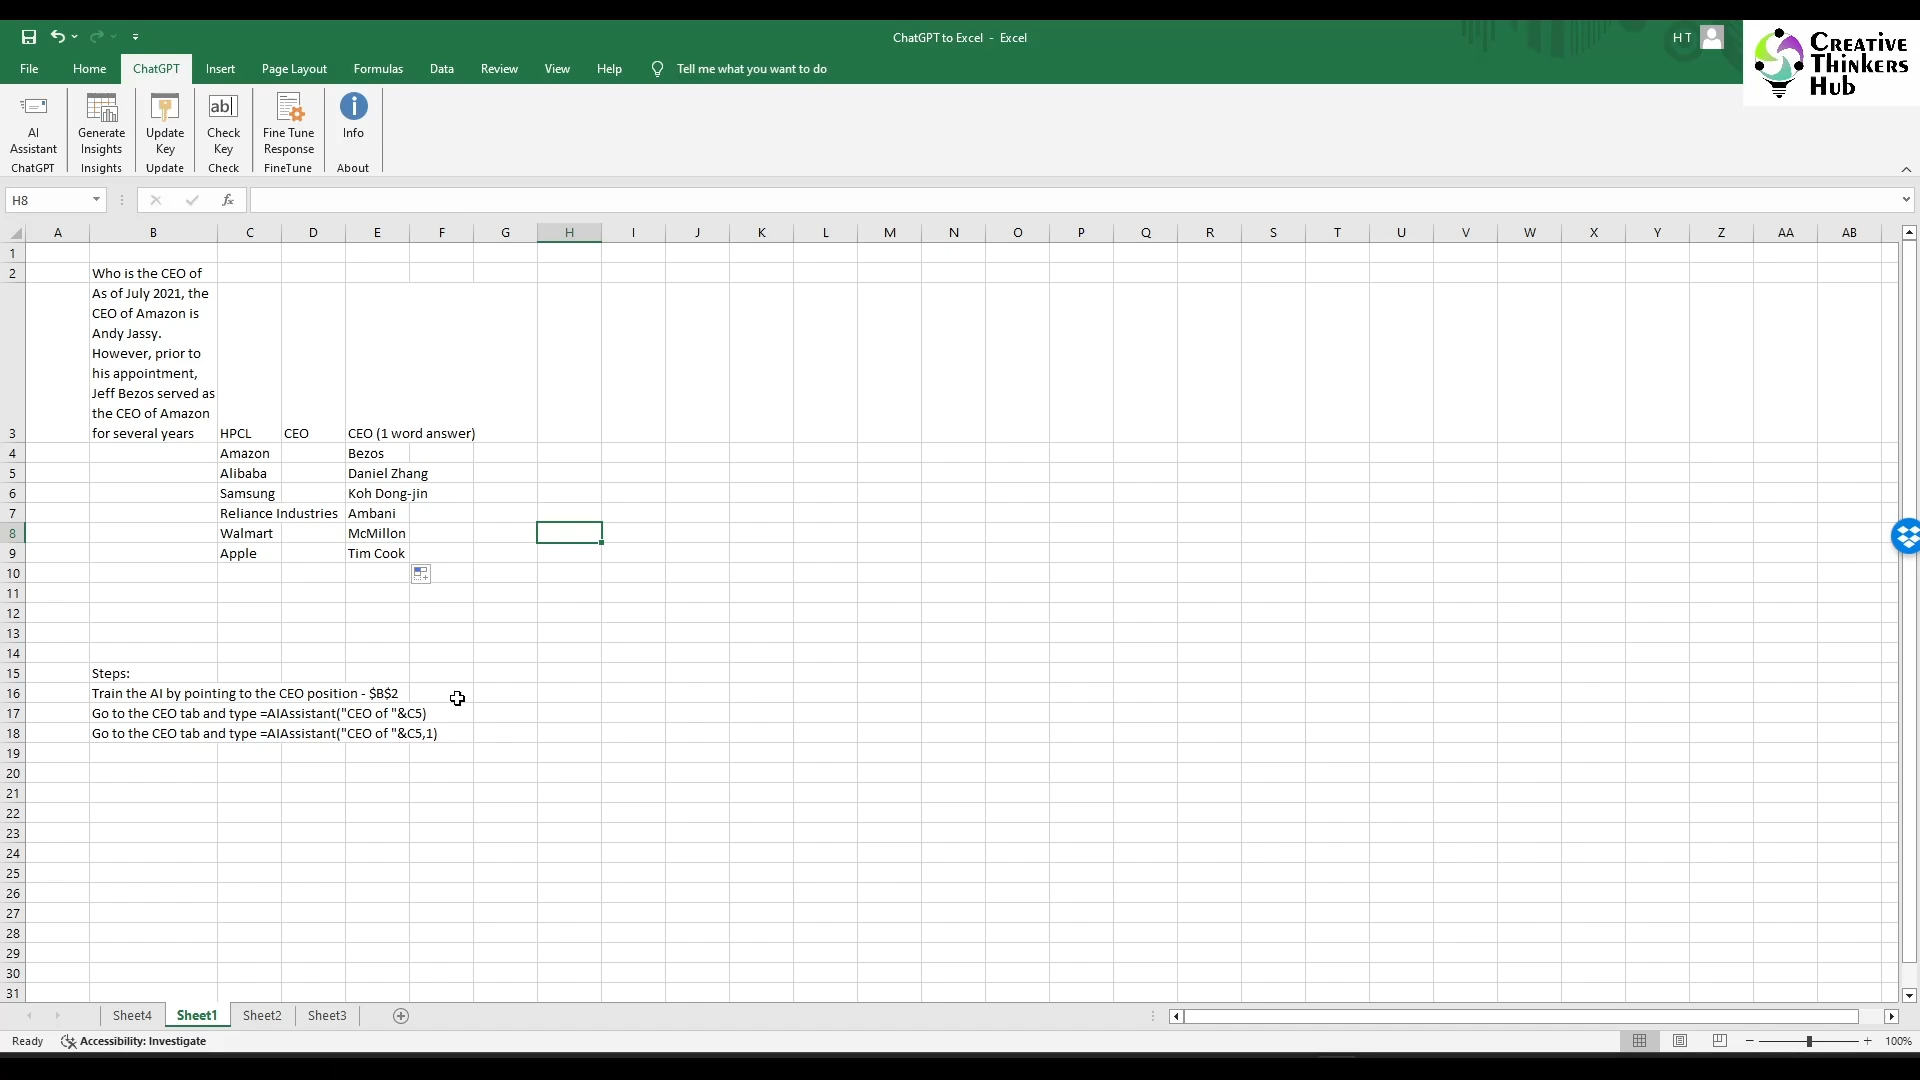 ChatGPT to Excel - Excel
H T
Creative Thinkers Hub
File Home ChatGPT Insert Page Layout Formulas Data Review View Help Tell me what you want to do
AI Assistant
Generate Insights
Update Key
Check Key
Fine Tune Response
Info
ChatGPT Insights Update Check FineTune About
H8 fx
A B C D E F G H I J K L M N O P Q R S T U V W X Y Z AA AB
1
2 Who is the CEO of
As of July 2021, the
CEO of Amazon is
Andy Jassy.
However, prior to
his appointment,
Jeff Bezos served as
the CEO of Amazon
3 for several years HPCL CEO CEO (1 word answer)
4 Amazon Bezos
5 Alibaba Daniel Zhang
6 Samsung Koh Dong-jin
7 Reliance Industries Ambani
8 Walmart McMillon
9 Apple Tim Cook
10
11
12
13
14
15 Steps:
16 Train the AI by pointing to the CEO position - $B$2
17 Go to the CEO tab and type =AIAssistant("CEO of "&C5)
18 Go to the CEO tab and type =AIAssistant("CEO of "&C5,1)
19
20
21
22
23
24
25
26
27
28
29
30
31
Sheet4 Sheet1 Sheet2 Sheet3
Ready Accessibility: Investigate 100%